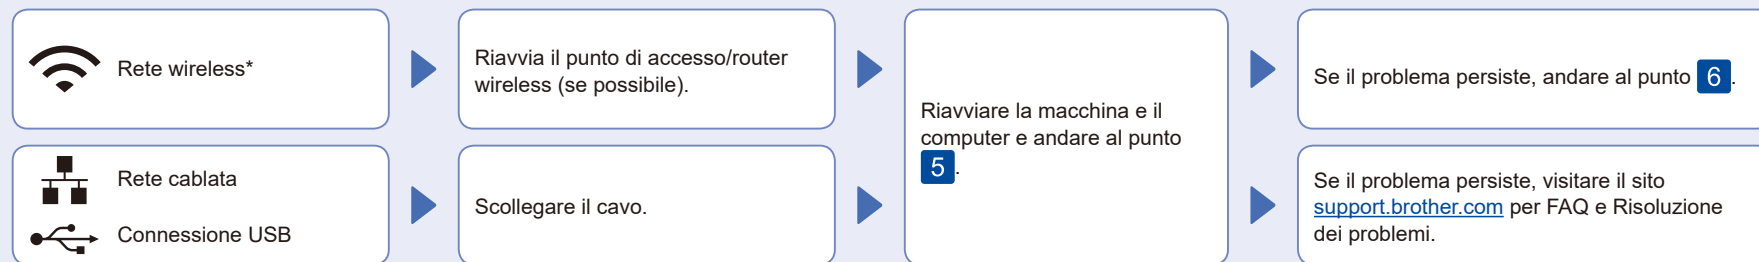 Rete wireless*
Riavvia il punto di accesso/router
wireless (se possibile).
Riavviare la macchina e il
computer e andare al punto
5.
Se il problema persiste, andare al punto 6.
Rete cablata
Connessione USB
Scollegare il cavo.
Se il problema persiste, visitare il sito
support.brother.com per FAQ e Risoluzione
dei problemi.